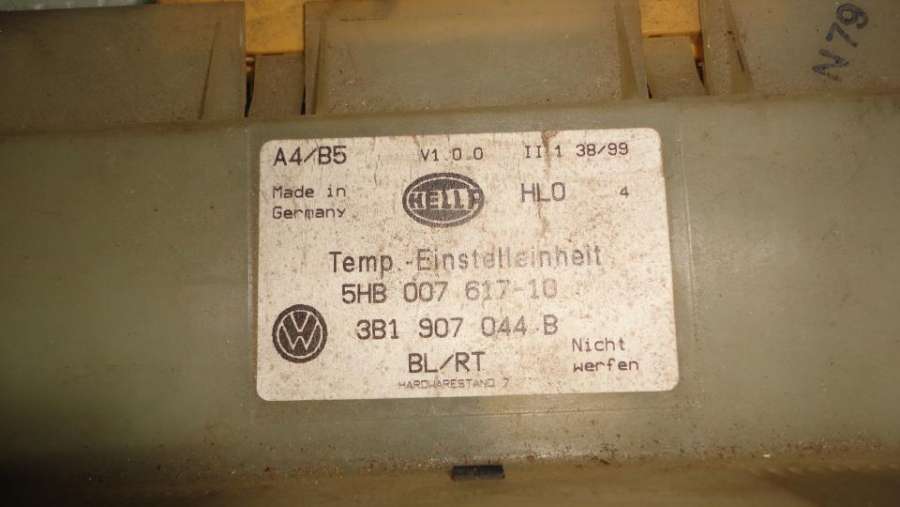 N79
A4/B5 V1.0.0 II 1 38/99
Made in HELLA HLO 4
Germany
Temp.-Einstelleinheit
5HB 007 617-10
VW 3B1 907 044 B
BL/RT Nicht
werfen
HARDWARESTAND 7